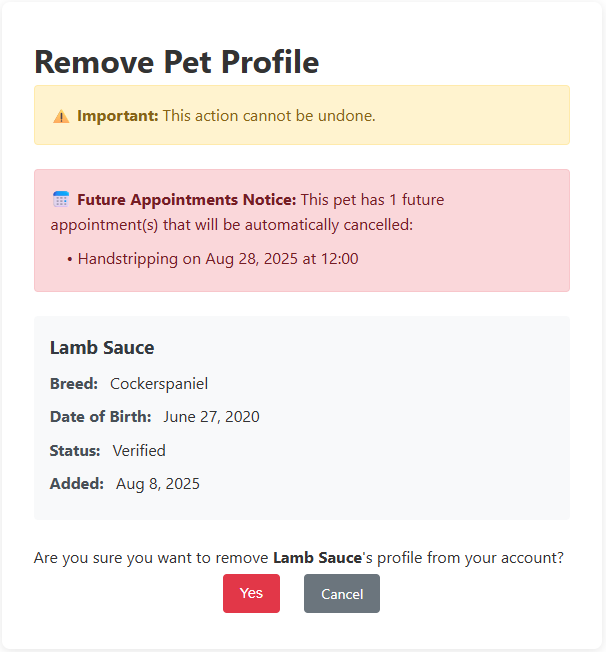 Remove Pet Profile
⚠️ Important: This action cannot be undone.
📅 Future Appointments Notice: This pet has 1 future
appointment(s) that will be automatically cancelled:
• Handstripping on Aug 28, 2025 at 12:00
Lamb Sauce
Breed: Cockerspaniel
Date of Birth: June 27, 2020
Status: Verified
Added: Aug 8, 2025
Are you sure you want to remove Lamb Sauce's profile from your account?
Yes Cancel